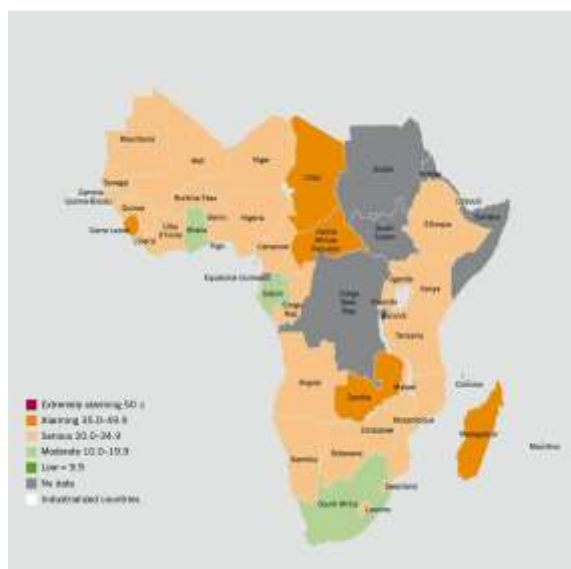 Mauritania
Mali
Niger
Chad
Sudan
Senegal
Gambia
Guinea-Bissau
Guinea
Burkina Faso
Sierra Leone
Liberia
Côte
d'Ivoire
Ghana
Togo
Benin
Nigeria
Cameroon
Central
African
Republic
South
Sudan
Djibouti
Ethiopia
Equatorial Guinea
Gabon
Congo
Rep.
Congo
Dem.
Rep.
Uganda
Kenya
Rwanda
Burundi
Tanzania
Angola
Zambia
Malawi
Comoros
Mozambique
Zimbabwe
Madagascar
Mauritius
Namibia
Botswana
Swaziland
South Africa
Lesotho
Extremely alarming 50 ≥
Alarming 35.0–49.9
Serious 20.0–34.9
Moderate 10.0–19.9
Low < 9.9
No data
Industrialized countries